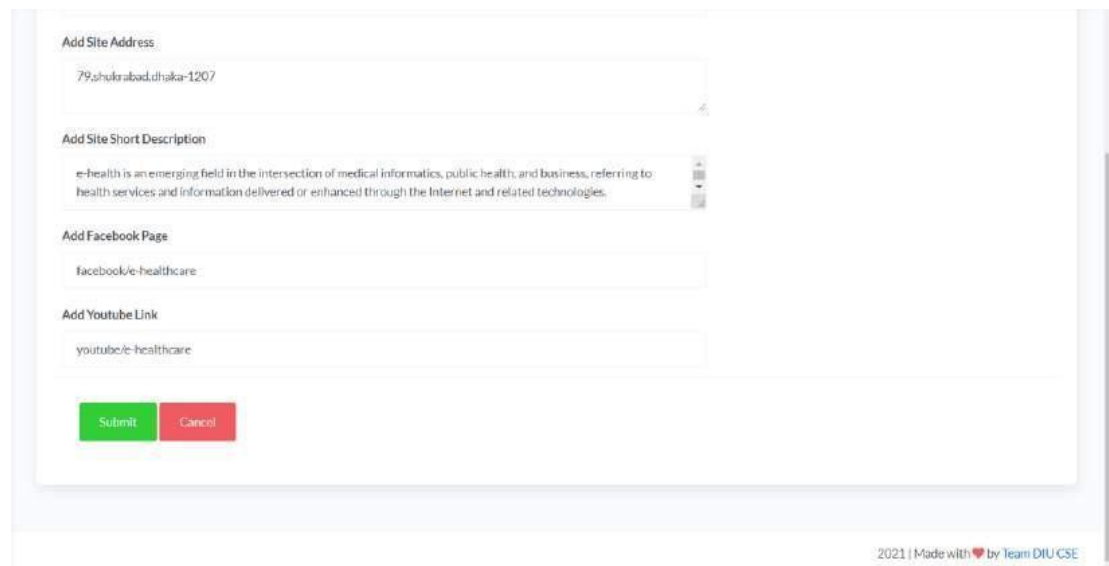 Add Site Address
79,shukrabad,dhaka-1207
Add Site Short Description
e-health is an emerging field in the intersection of medical informatics, public health, and business, referring to
health services and information delivered or enhanced through the Internet and related technologies.
Add Facebook Page
facebook/e-healthcare
Add Youtube Link
youtube/e-healthcare
Submit Cancel
2021 | Made with ❤ by Team DIU CSE